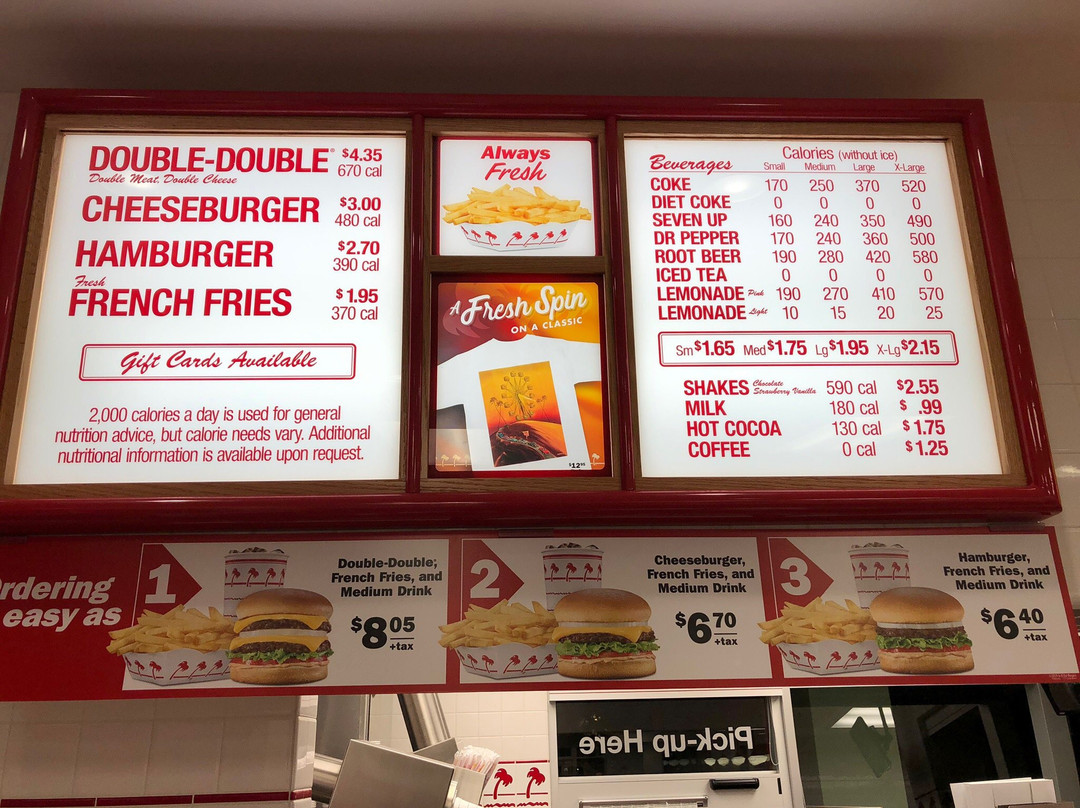 DOUBLE-DOUBLE® $4.35
Double Meat, Double Cheese 670 cal
CHEESEBURGER $3.00
480 cal
HAMBURGER $2.70
390 cal
Fresh
FRENCH FRIES $1.95
370 cal
Gift Cards Available
2,000 calories a day is used for general
nutrition advice, but calorie needs vary. Additional
nutritional information is available upon request.
Always
Fresh
A Fresh Spin
ON A CLASSIC
$12.99
Beverages Calories (without ice)
Small Medium Large X-Large
COKE 170 250 370 520
DIET COKE 0 0 0 0
SEVEN UP 160 240 350 490
DR PEPPER 170 240 360 500
ROOT BEER 190 280 420 580
ICED TEA 0 0 0 0
LEMONADE Pink 190 270 410 570
LEMONADE Light 10 15 20 25
Sm $1.65 Med $1.75 Lg $1.95 X-Lg $2.15
SHAKES Chocolate Strawberry Vanilla 590 cal $2.55
MILK 180 cal $ .99
HOT COCOA 130 cal $1.75
COFFEE 0 cal $1.25
rdering
easy as
1
Double-Double,
French Fries, and
Medium Drink
$8.05
+tax
2
Cheeseburger,
French Fries, and
Medium Drink
$6.70
+tax
3
Hamburger,
French Fries, and
Medium Drink
$6.40
+tax
Pick-up Here